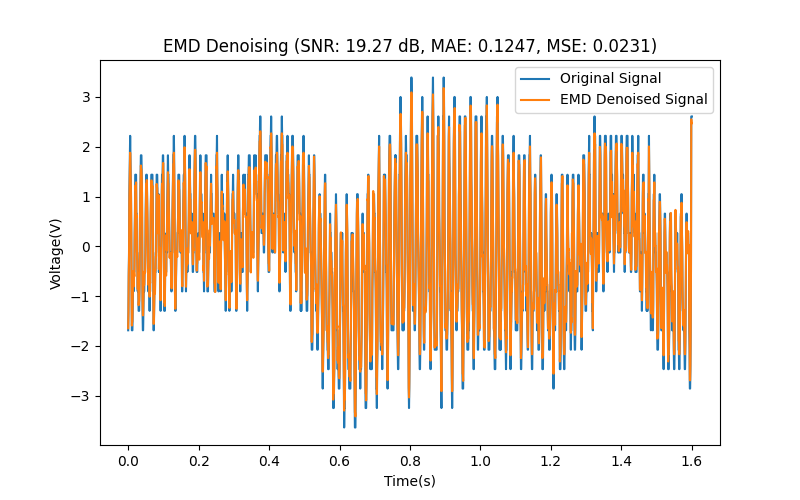 EMD Denoising (SNR: 19.27 dB, MAE: 0.1247, MSE: 0.0231)
Original Signal
EMD Denoised Signal
3
2
1
0
−1
−2
−3
Voltage(V)
0.0 0.2 0.4 0.6 0.8 1.0 1.2 1.4 1.6
Time(s)